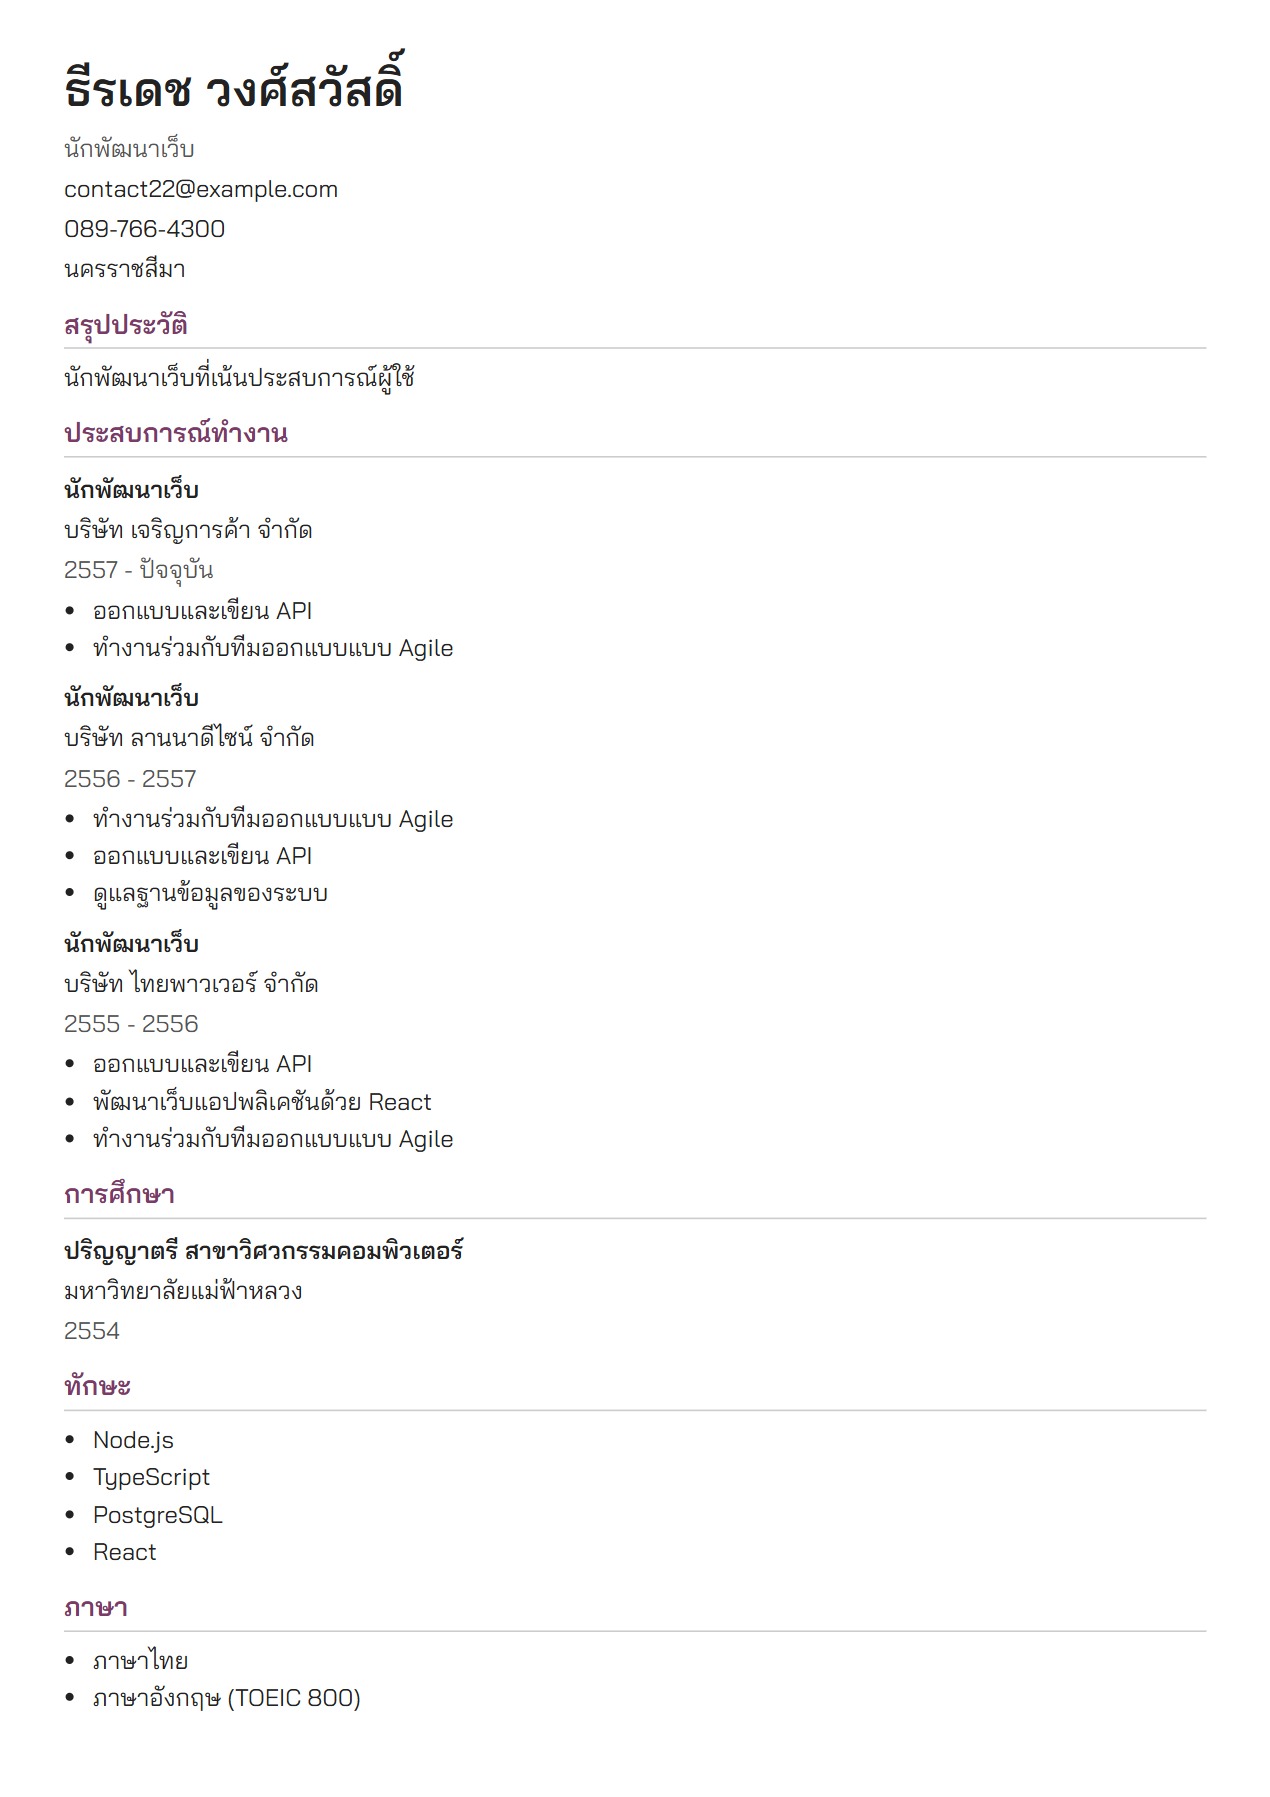 ธีรเดช วงศ์สวัสดิ์
นักพัฒนาเว็บ
contact22@example.com
089-766-4300
นครราชสีมา
สรุปประวัติ
นักพัฒนาเว็บที่เน้นประสบการณ์ผู้ใช้
ประสบการณ์ทำงาน
นักพัฒนาเว็บ
บริษัท เจริญการค้า จำกัด
2557 - ปัจจุบัน
• ออกแบบและเขียน API
• ทำงานร่วมกับทีมออกแบบแบบ Agile
นักพัฒนาเว็บ
บริษัท ลานนาดีไซน์ จำกัด
2556 - 2557
• ทำงานร่วมกับทีมออกแบบแบบ Agile
• ออกแบบและเขียน API
• ดูแลฐานข้อมูลของระบบ
นักพัฒนาเว็บ
บริษัท ไทยพาวเวอร์ จำกัด
2555 - 2556
• ออกแบบและเขียน API
• พัฒนาเว็บแอปพลิเคชันด้วย React
• ทำงานร่วมกับทีมออกแบบแบบ Agile
การศึกษา
ปริญญาตรี สาขาวิศวกรรมคอมพิวเตอร์
มหาวิทยาลัยแม่ฟ้าหลวง
2554
ทักษะ
• Node.js
• TypeScript
• PostgreSQL
• React
ภาษา
• ภาษาไทย
• ภาษาอังกฤษ (TOEIC 800)